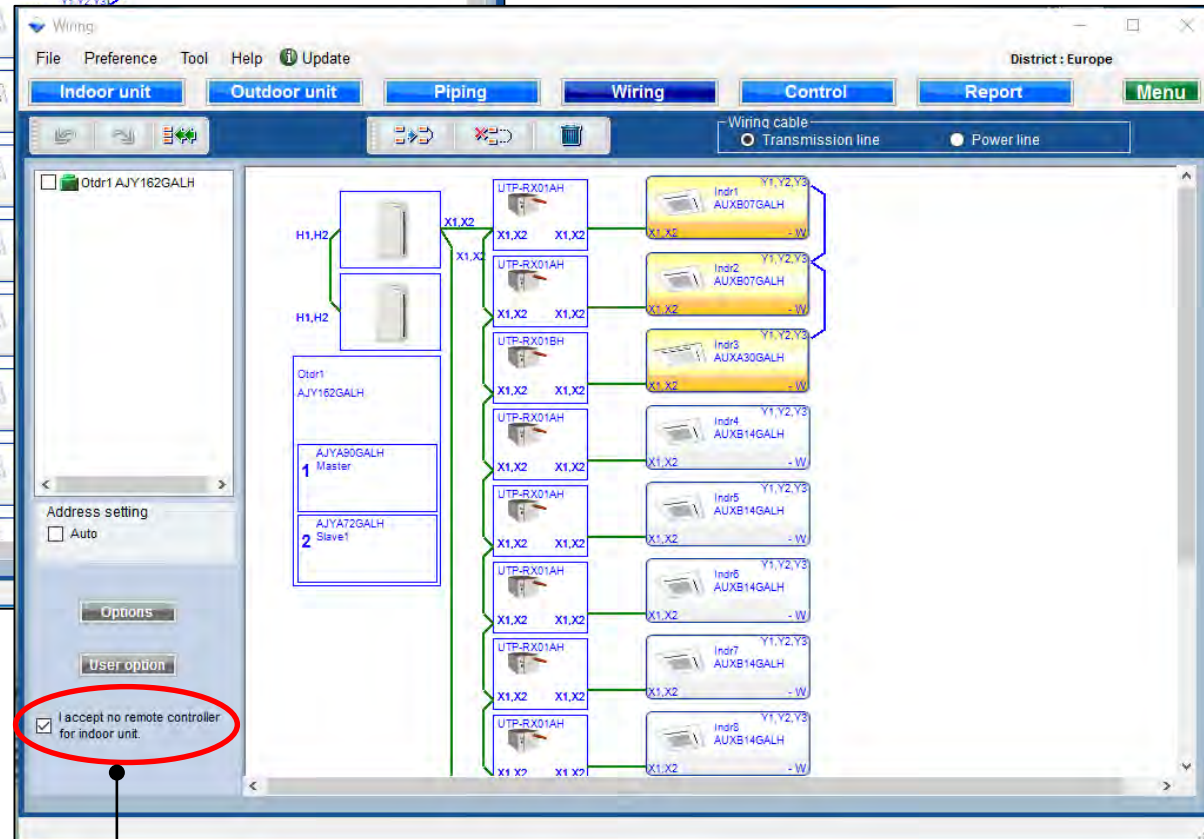 Y1,Y2,Y3
Wiring
File Preference Tool Help Update
District : Europe
Indoor unit Outdoor unit Piping Wiring Control Report Menu
Wiring cable
Transmission line Power line
Otdr1 AJY162GALH
Address setting
Auto
Options
User option
I accept no remote controller
for indoor unit.
H1,H2
X1,X2
X1,X2
H1,H2
Otdr1
AJY162GALH
AJYA90GALH
1 Master
AJYA72GALH
2 Slave1
UTP-RX01AH
X1,X2 X1,X2
Y1,Y2,Y3
Indr1
AUXB07GALH
X1,X2 - W
UTP-RX01AH
X1,X2 X1,X2
Y1,Y2,Y3
Indr2
AUXB07GALH
X1,X2 - W
UTP-RX01BH
X1,X2 X1,X2
Y1,Y2,Y3
Indr3
AUXA30GALH
X1,X2 - W
UTP-RX01AH
X1,X2 X1,X2
Y1,Y2,Y3
Indr4
AUXB14GALH
X1,X2 - W
UTP-RX01AH
X1,X2 X1,X2
Y1,Y2,Y3
Indr5
AUXB14GALH
X1,X2 - W
UTP-RX01AH
X1,X2 X1,X2
Y1,Y2,Y3
Indr6
AUXB14GALH
X1,X2 - W
UTP-RX01AH
X1,X2 X1,X2
Y1,Y2,Y3
Indr7
AUXB14GALH
X1,X2 - W
UTP-RX01AH
X1,X2 X1,X2
Y1,Y2,Y3
Indr8
AUXB14GALH
X1,X2 - W